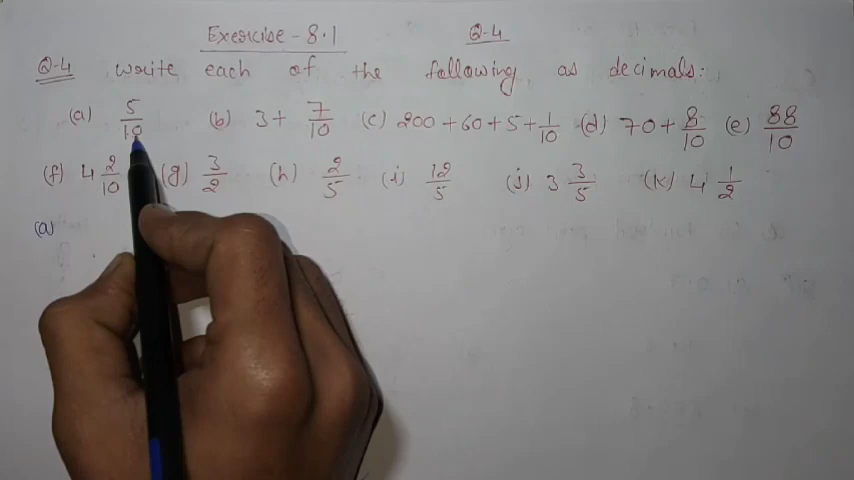 Exercise - 8.1 Q-4
Q-4 write each of the following as decimals:
(a) 5/10 (b) 3 + 7/10 (c) 200 + 60 + 5 + 1/10 (d) 70 + 8/10 (e) 88/10
(f) 4 2/10 (g) 3/2 (h) 2/5 (i) 12/5 (j) 3 3/5 (k) 4 1/2
(a)